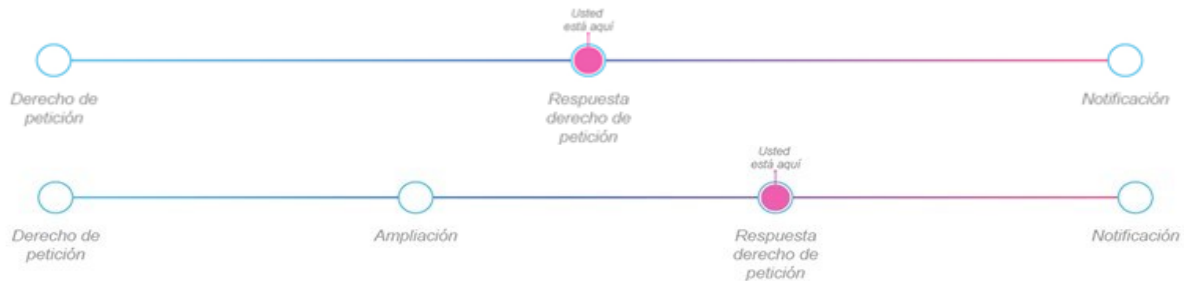 Usted
está aquí
Derecho de
petición
Respuesta
derecho de
petición
Notificación
Usted
está aquí
Derecho de
petición
Ampliación
Respuesta
derecho de
petición
Notificación